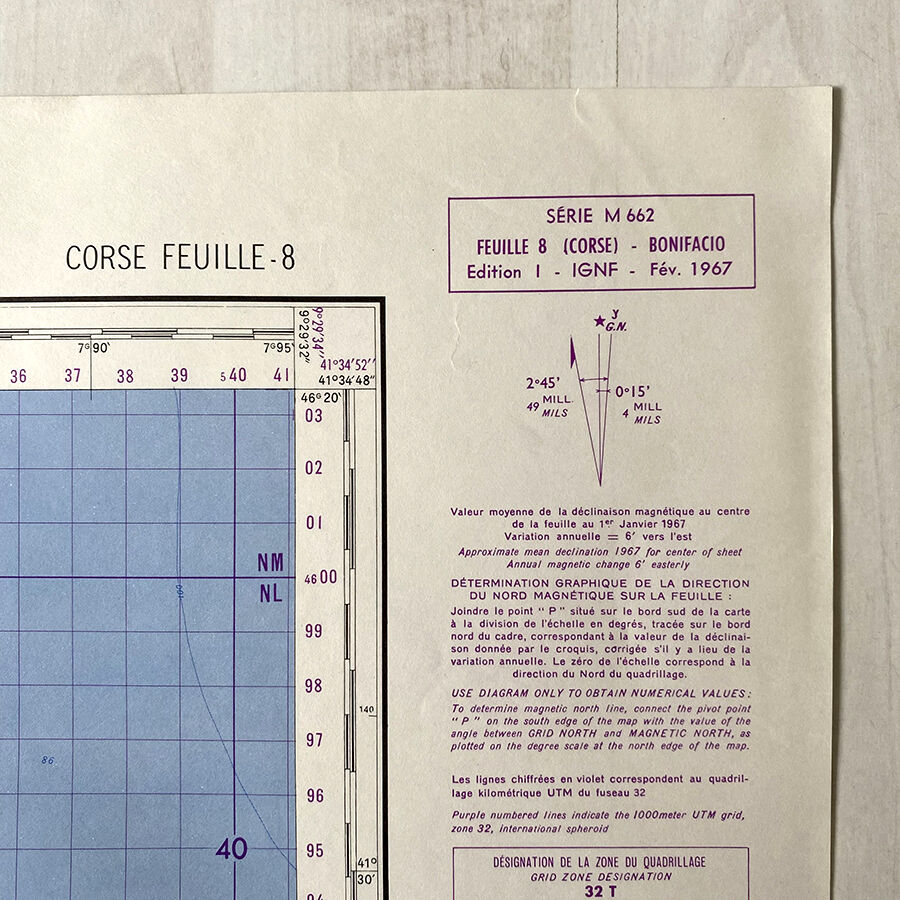 SÉRIE M 662
FEUILLE 8 (CORSE) - BONIFACIO
Edition 1 - IGNF - Fév. 1967
CORSE FEUILLE-8
y
G.N.
2°45'
49 MILL.
MILS
0°15'
4 MILL
MILS
9°29'34''
9°29'32"
7G90`
7G95`
41°34'52''
41°34'48"
36 37 38 39 540 41
46G20`
03
02
01
NM
4600
NL
100
99
98
140
97
86
96
40
95
41°
30'
94
Valeur moyenne de la déclinaison magnétique au centre
de la feuille au 1er Janvier 1967
Variation annuelle = 6' vers l'est
Approximate mean declination 1967 for center of sheet
Annual magnetic change 6' easterly
DÉTERMINATION GRAPHIQUE DE LA DIRECTION
DU NORD MAGNÉTIQUE SUR LA FEUILLE :
Joindre le point " P " situé sur le bord sud de la carte
à la division de l'échelle en degrés, tracée sur le bord
nord du cadre, correspondant à la valeur de la déclinai-
son donnée par le croquis, corrigée s'il y a lieu de la
variation annuelle. Le zéro de l'échelle correspond à la
direction du Nord du quadrillage.
USE DIAGRAM ONLY TO OBTAIN NUMERICAL VALUES :
To determine magnetic north line, connect the pivot point
" P " on the south edge of the map with the value of the
angle between GRID NORTH and MAGNETIC NORTH, as
plotted on the degree scale at the north edge of the map.
Les lignes chiffrées en violet correspondent au quadril-
lage kilométrique UTM du fuseau 32
Purple numbered lines indicate the 1000meter UTM grid,
zone 32, international spheroid
DÉSIGNATION DE LA ZONE DU QUADRILLAGE
GRID ZONE DESIGNATION
32 T